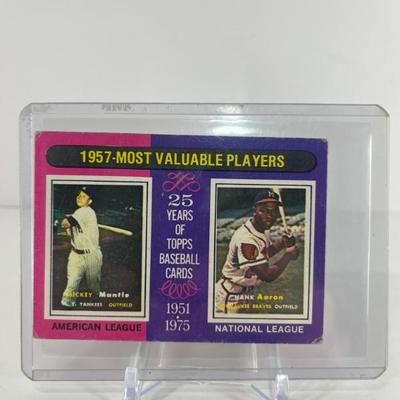 1957-MOST VALUABLE PLAYERS
25
YEARS
OF
TOPPS
BASEBALL
CARDS
1951
1975
MICKEY Mantle
N. Y. YANKEES OUTFIELD
AMERICAN LEAGUE
HANK Aaron
MILWAUKEE BRAVES OUTFIELD
NATIONAL LEAGUE